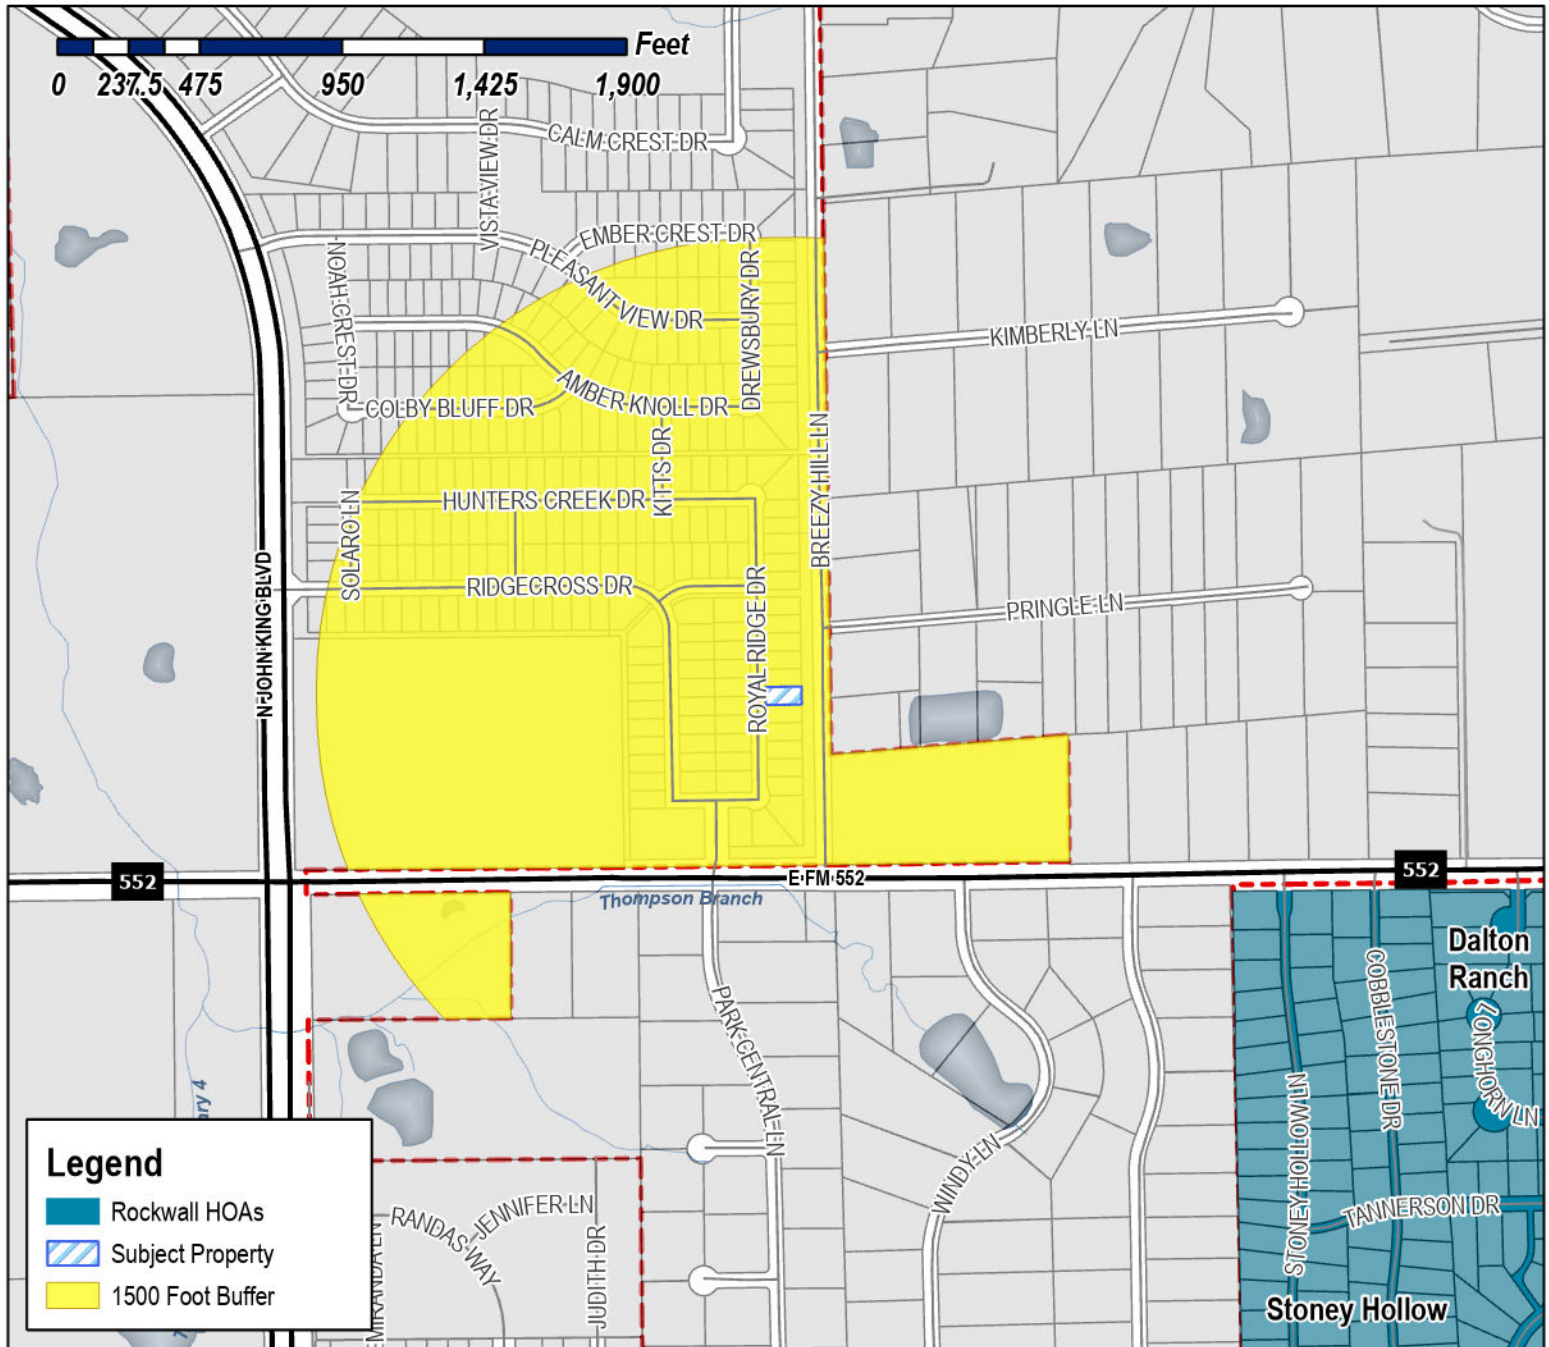 Feet
0 237.5 475 950 1,425 1,900
CALM CREST DR
VISTA VIEW DR
EMBER CREST DR
PLEASANT VIEW DR
NOAH CREST DR
DREWSBURY DR
KIMBERLY LN
AMBER KNOLL DR
COLBY BLUFF DR
KITTS DR
BREEZY HILL LN
HUNTERS CREEK DR
SOLARO LN
N JOHN KING BLVD
RIDGECROSS DR
ROYAL RIDGE DR
PRINGLE LN
552
E FM 552
552
Thompson Branch
Dalton
Ranch
COBBLESTONE DR
LONGHORN LN
PARK CENTRAL LN
STONEY HOLLOW LN
WINDY LN
TANNERSON DR
Stoney Hollow
ary 4
JENNIFER LN
RANDAS WAY
MIRANDA LN
JUDITH DR
Legend
Rockwall HOAs
Subject Property
1500 Foot Buffer